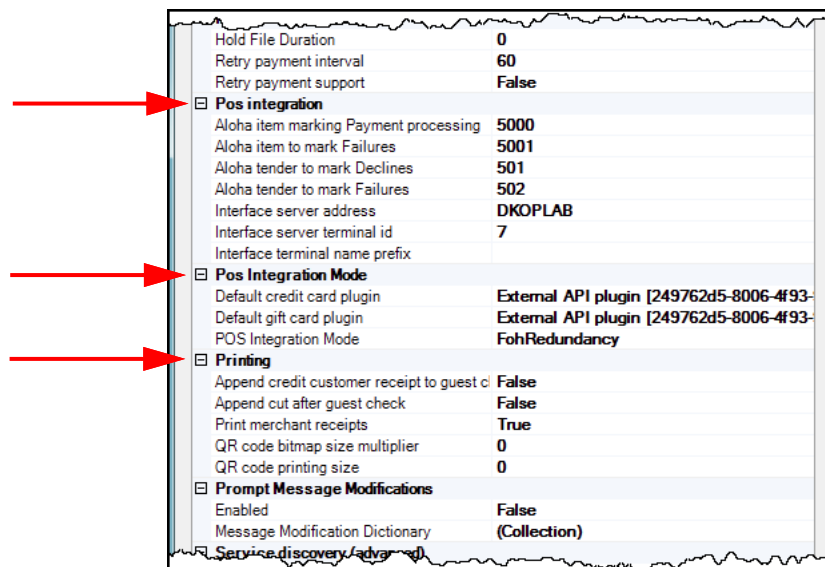 Hold File Duration 0
Retry payment interval 60
Retry payment support False
Pos integration
Aloha item marking Payment processing 5000
Aloha item to mark Failures 5001
Aloha tender to mark Declines 501
Aloha tender to mark Failures 502
Interface server address DKOPLAB
Interface server terminal id 7
Interface terminal name prefix
Pos Integration Mode
Default credit card plugin External API plugin [249762d5-8006-4f93-
Default gift card plugin External API plugin [249762d5-8006-4f93-
POS Integration Mode FohRedundancy
Printing
Append credit customer receipt to guest cl False
Append cut after guest check False
Print merchant receipts True
QR code bitmap size multiplier 0
QR code printing size 0
Prompt Message Modifications
Enabled False
Message Modification Dictionary (Collection)
Service discovery (advanced)